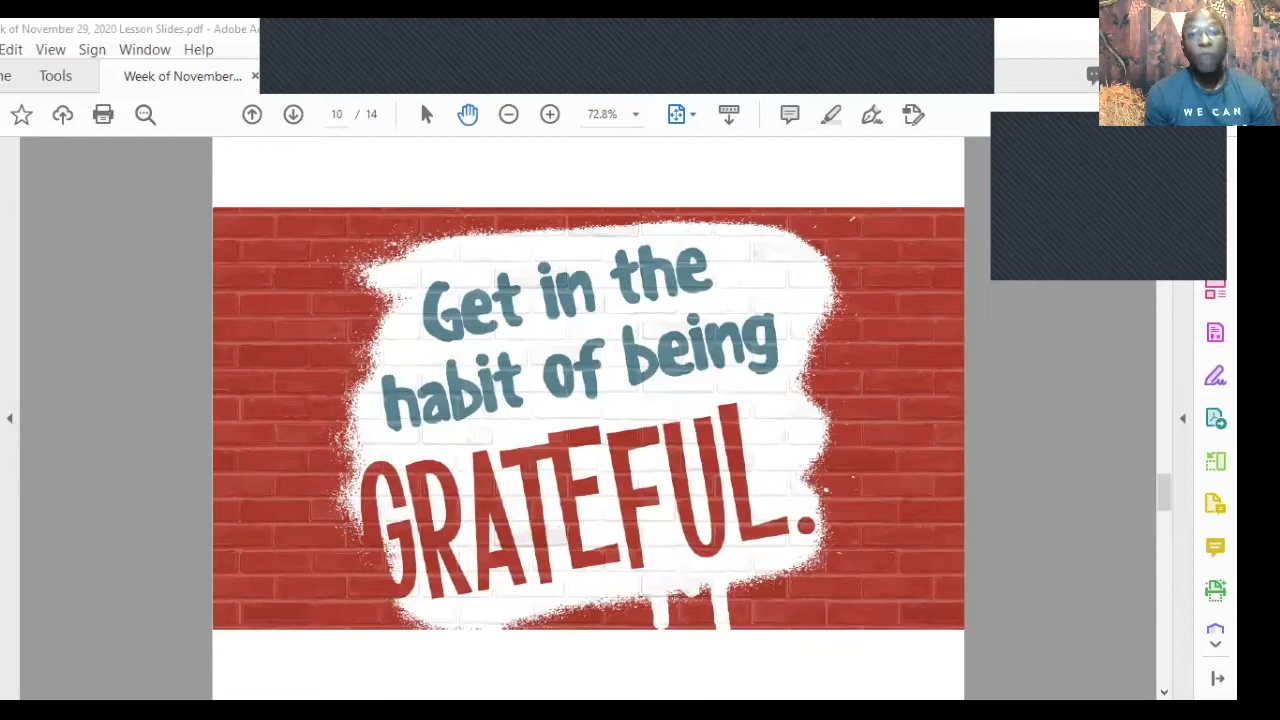 k of November 29, 2020 Lesson Slides.pdf - Adobe A
Edit View Sign Window Help
ne Tools Week of November... ×
10 / 14 72.8%
WE CAN
Get in the
habit of being
GRATEFUL.